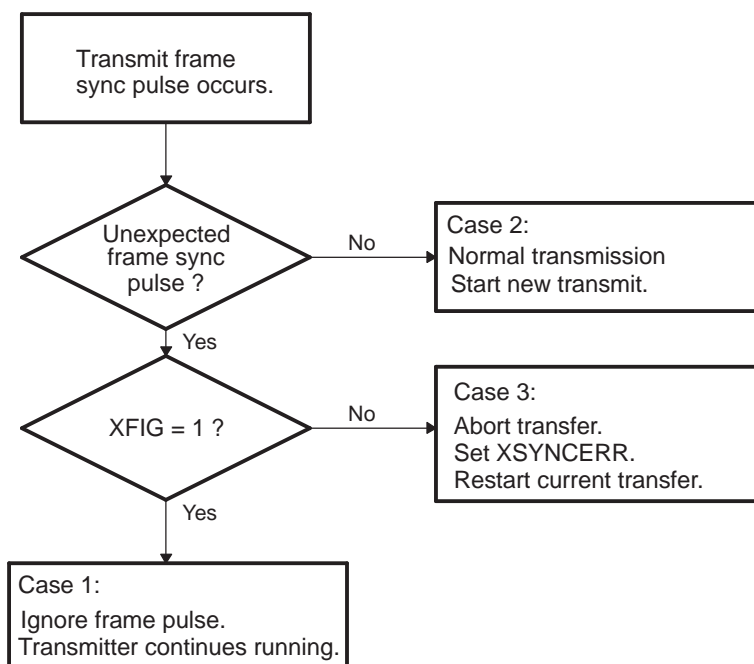 Transmit frame
sync pulse occurs.
Unexpected
frame sync
pulse ?
No
Case 2:
Normal transmission
Start new transmit.
Yes
XFIG = 1 ?
No
Case 3:
Abort transfer.
Set XSYNCERR.
Restart current transfer.
Yes
Case 1:
Ignore frame pulse.
Transmitter continues running.